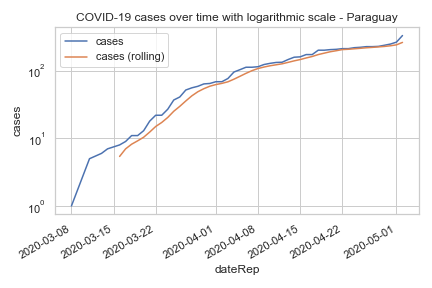 COVID-19 cases over time with logarithmic scale - Paraguay
cases
cases (rolling)
10²
10¹
10⁰
cases
2020-03-08
2020-03-15
2020-03-22
2020-04-01
2020-04-08
2020-04-15
2020-04-22
2020-05-01
dateRep